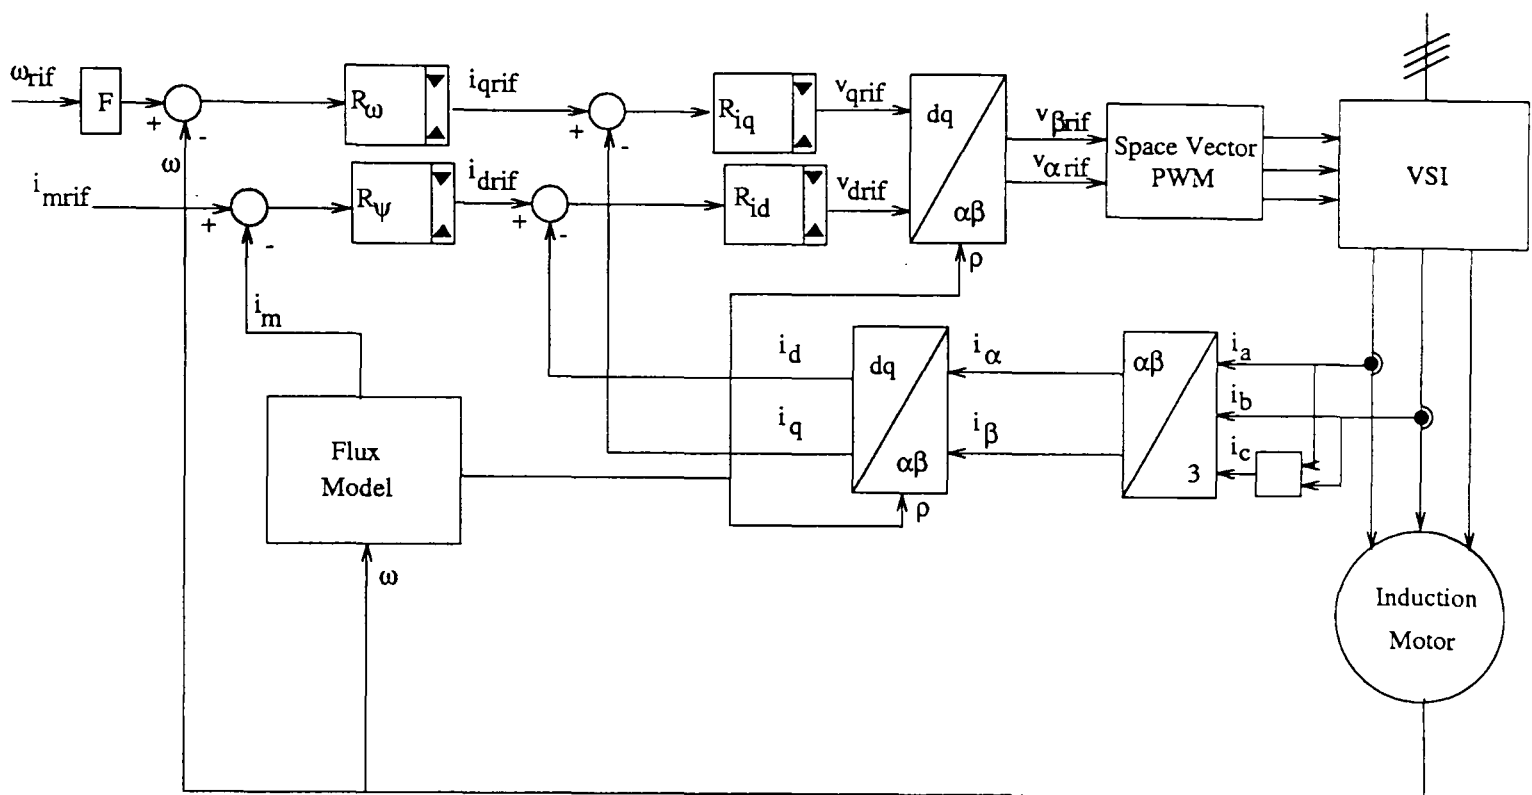 ωrif
F
+
-
ω
Rω
iqrif
+
-
Riq
vqrif
dq
αβ
vβrif
vαrif
Space Vector
PWM
VSI
imrif
+
-
Rψ
idrif
+
-
Rid
vdrif
ρ
im
id
iq
dq
αβ
ρ
iα
iβ
αβ
3
ia
ib
ic
Flux
Model
ω
Induction
Motor